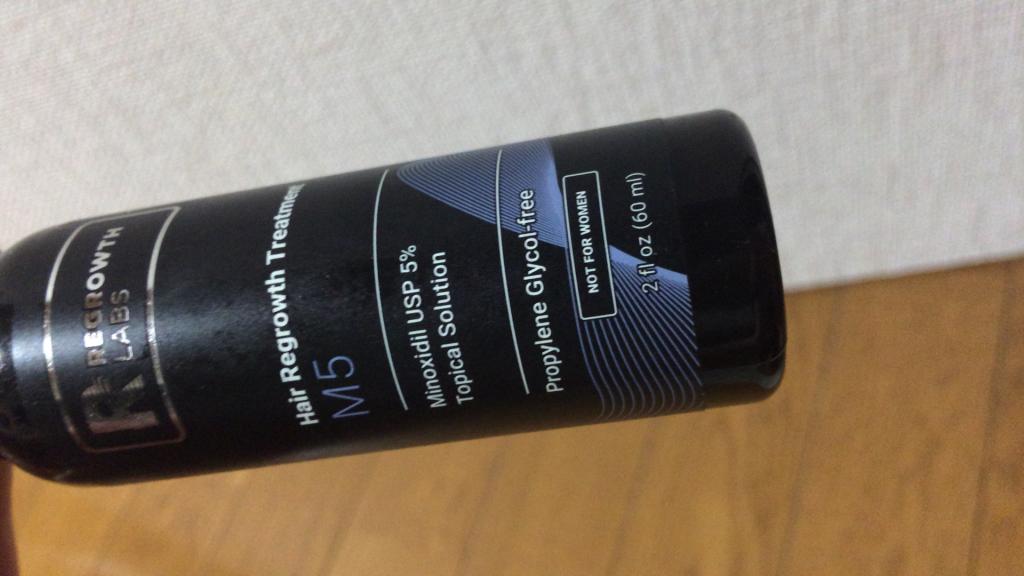 REGROWTH
LABS
Hair Regrowth Treatment
M5
Minoxidil USP 5%
Topical Solution
Propylene Glycol-free
NOT FOR WOMEN
2 fl oz (60 ml)